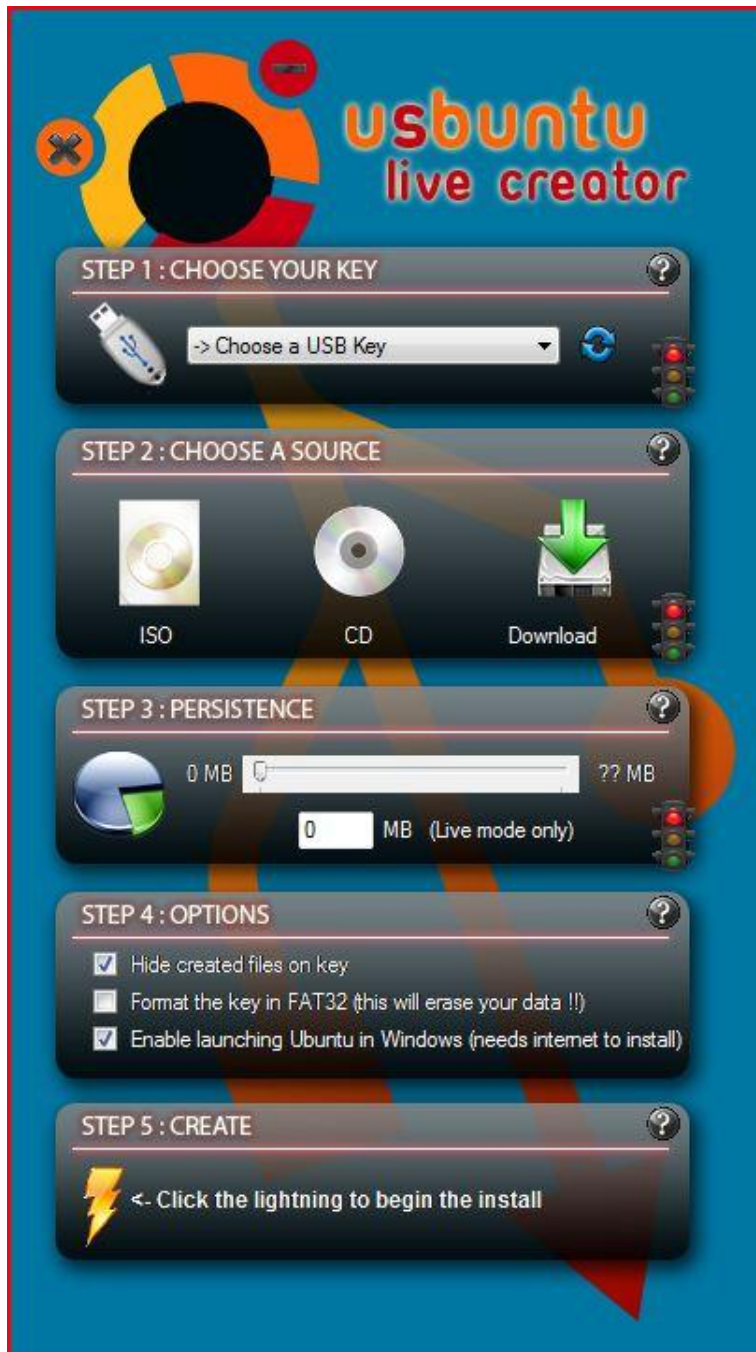 usbuntu
live creator
STEP 1 : CHOOSE YOUR KEY
?
-> Choose a USB Key
STEP 2 : CHOOSE A SOURCE
?
ISO CD Download
STEP 3 : PERSISTENCE
?
0 MB ?? MB
0 MB (Live mode only)
STEP 4 : OPTIONS
?
Hide created files on key
Format the key in FAT32 (this will erase your data !!)
Enable launching Ubuntu in Windows (needs internet to install)
STEP 5 : CREATE
?
<- Click the lightning to begin the install